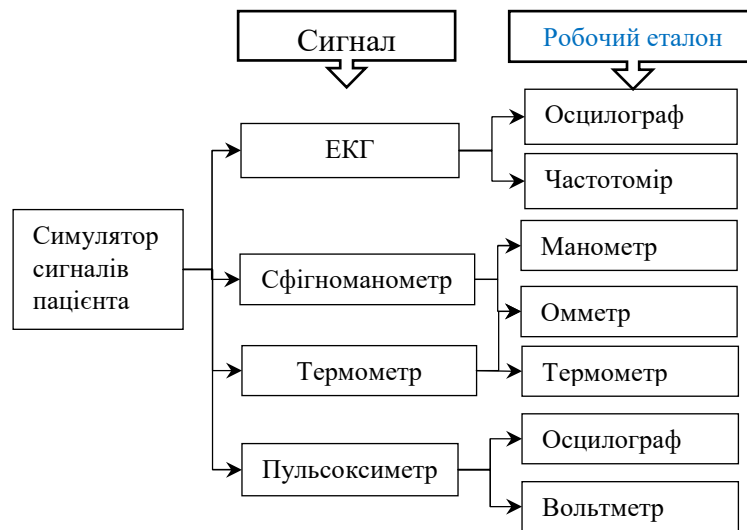 Сигнал
Робочий еталон
Осцилограф
ЕКГ
Частотомір
Симулятор
сигналів
пацієнта
Манометр
Сфігноманометр
Омметр
Термометр
Термометр
Осцилограф
Пульсоксиметр
Вольтметр